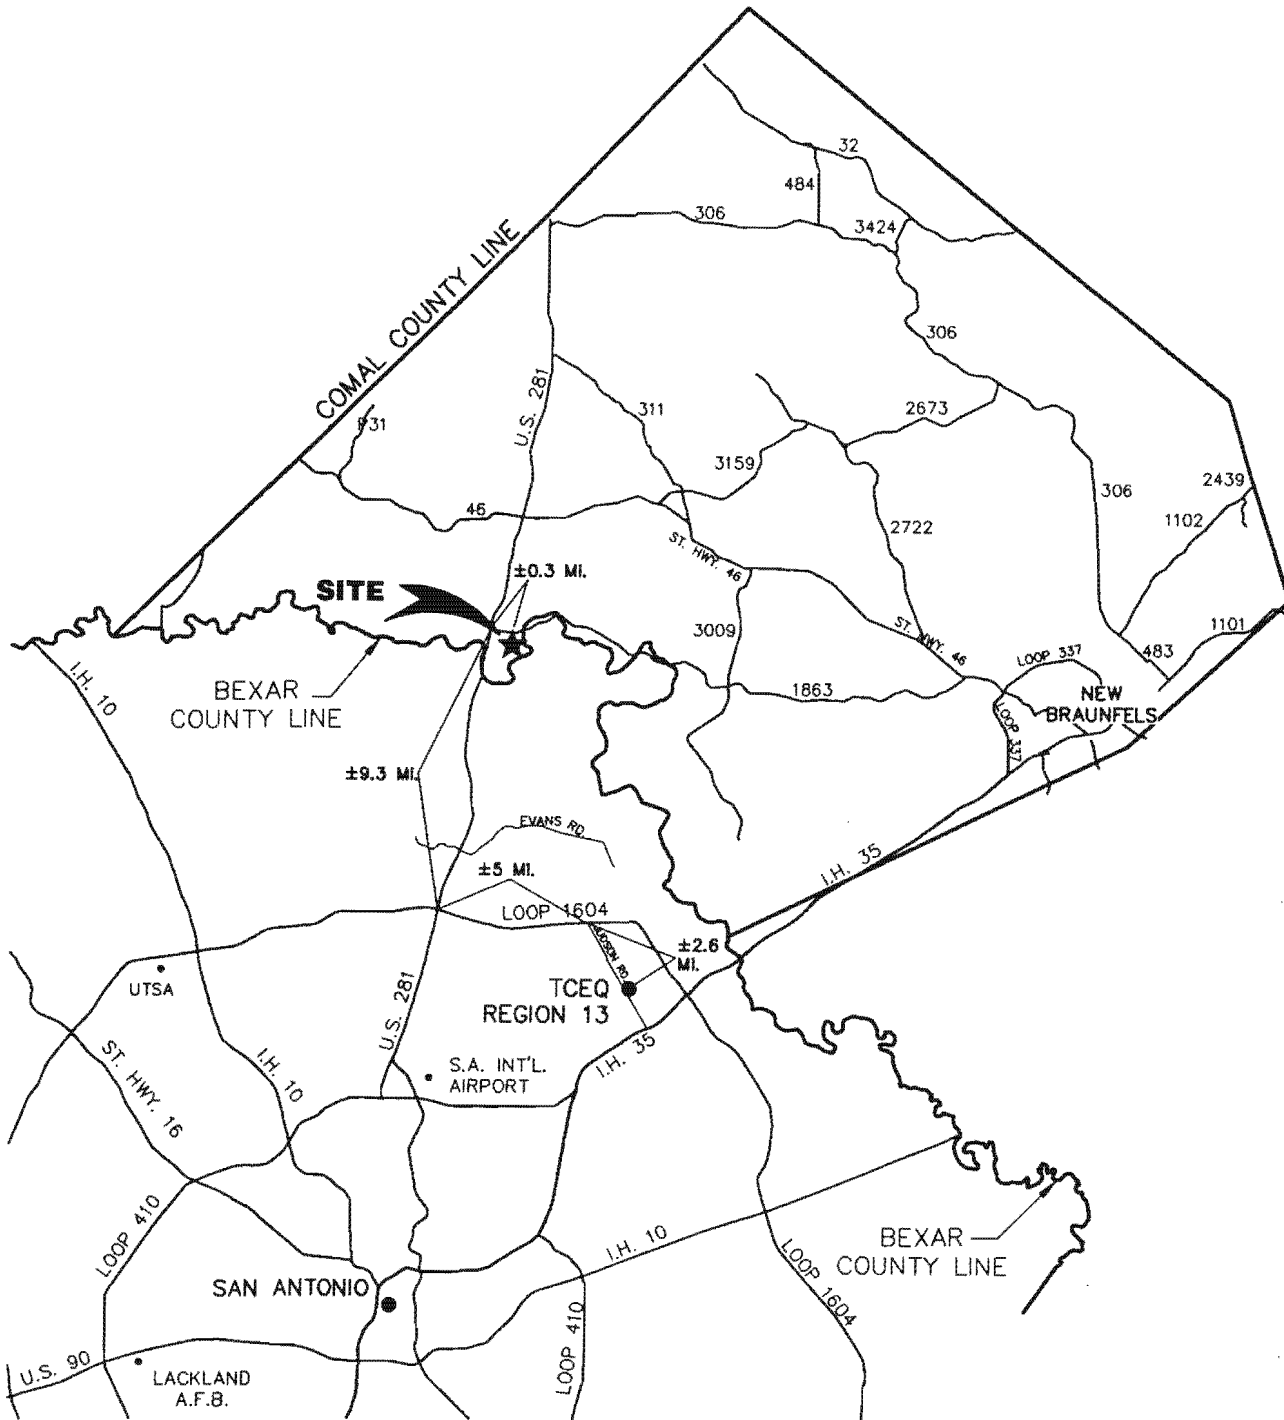 32
484
306
3424
COMAL COUNTY LINE
306
U.S. 281
311
2673
P31
3159
2439
306
1102
46
2722
ST. HWY. 46
±0.3 MI.
SITE
3009
ST. HWY. 46
1101
483
LOOP 337
I.H. 10
BEXAR
COUNTY LINE
1863
NEW
BRAUNFELS
LOOP 337
±9.3 MI.
EVANS RD.
±5 MI.
I.H. 35
LOOP 1604
±2.6
MI.
UTSA
TCEQ
REGION 13
U.S. 281
ST. HWY. 16
I.H. 10
S.A. INT'L.
AIRPORT
I.H. 35
LOOP 410
I.H. 10
BEXAR
COUNTY LINE
SAN ANTONIO
LOOP 1604
LOOP 410
U.S. 90
LACKLAND
A.F.B.